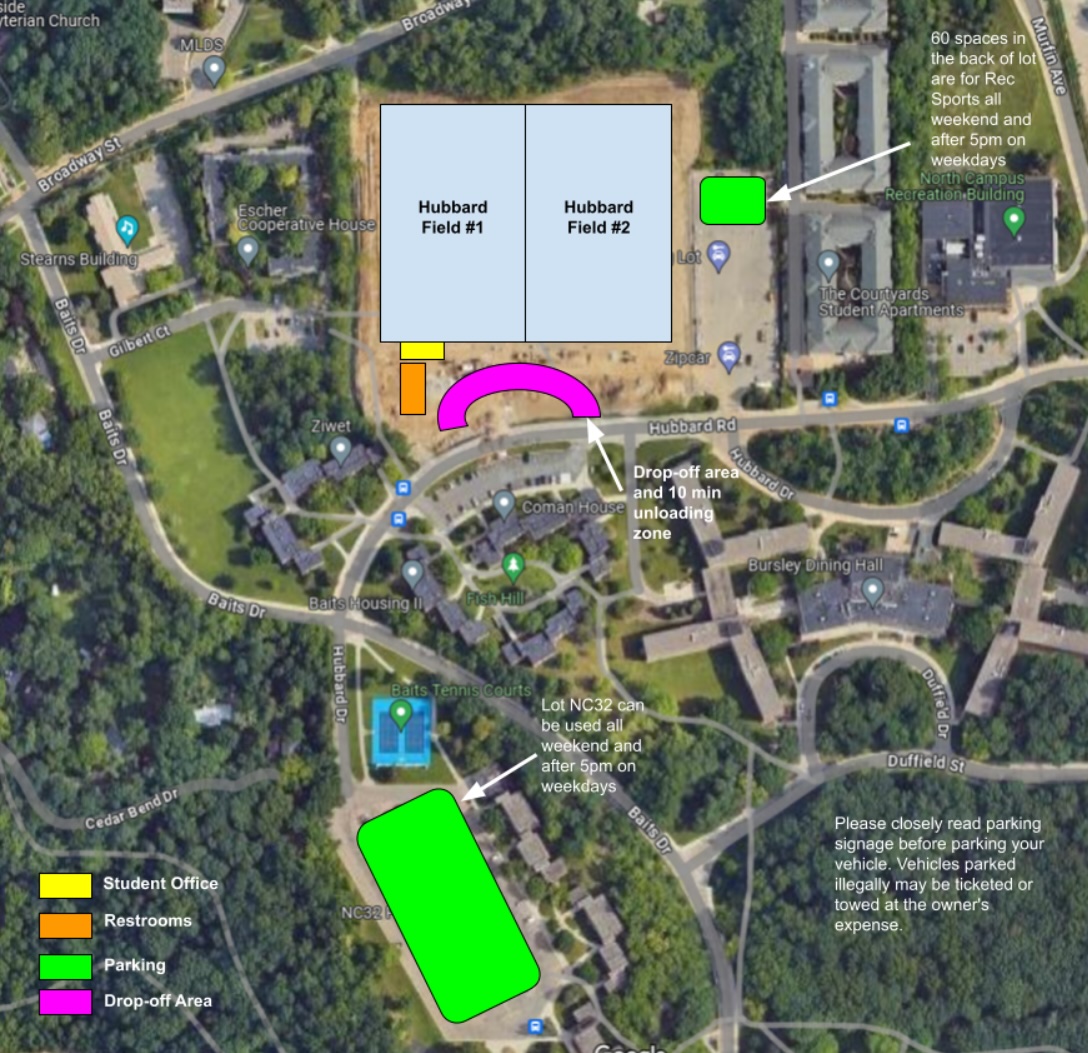 side
yterian Church
MLDS
Broadway
Murfin Ave
60 spaces in
the back of lot
are for Rec
Sports all
weekend and
after 5pm on
weekdays
Broadway St
North Campus
Recreation Building
Hubbard
Field #1
Hubbard
Field #2
Escher
Cooperative House
Stearns Building
Lot
The Courtyards
Student Apartments
Baits Dr
Gilbert Ct
Zipcar
Baits Dr
Ziwet
Hubbard Rd
Hubbard Dr
Drop-off area
and 10 min
unloading
zone
Coman House
Bursley Dining Hall
Fish Hill
Baits Housing II
Baits Dr
Hubbard Dr
Baits Tennis Courts
Lot NC32 can
be used all
weekend and
after 5pm on
weekdays
Duffield Dr
Duffield St
Cedar Bend Dr
Baits Dr
Please closely read parking
signage before parking your
vehicle. Vehicles parked
illegally may be ticketed or
towed at the owner's
expense.
NC32
Student Office
Restrooms
Parking
Drop-off Area
Google